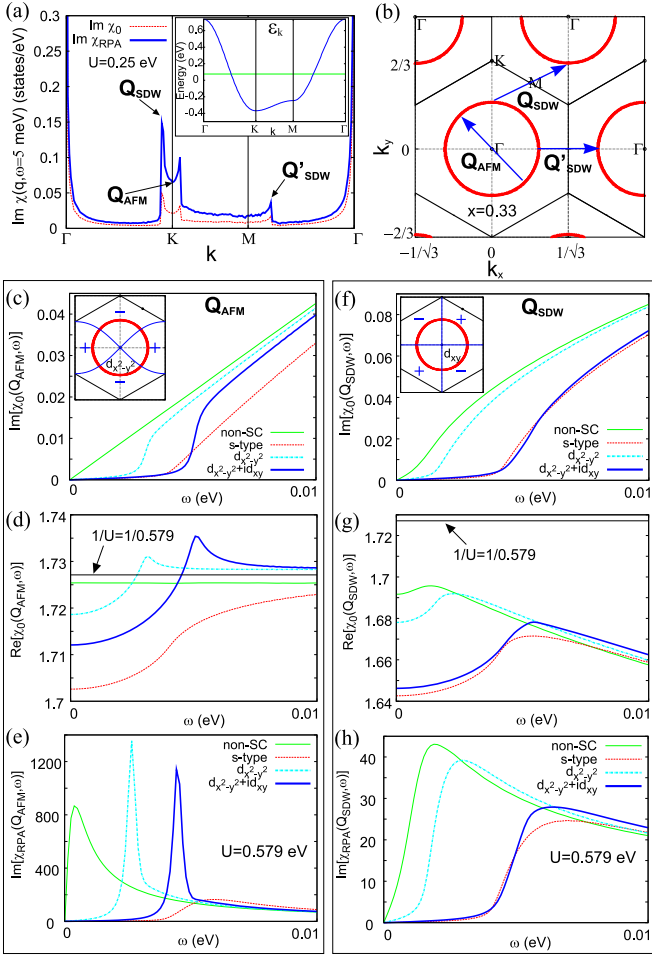 (a)
Im χ(q,ω=5 meV) (states/eV)
0.3
0.25
0.2
0.15
0.1
0.05
0
Im χ0
Im χRPA
U=0.25 eV
QSDW
QAFM
Q'SDW
Γ K M Γ
k
εk
Energy (eV)
0.6
0.4
0.2
0
-0.2
-0.4
Γ K M Γ
k
(b)
ky
2/3
0
−2/3
Γ Γ
K
M
QSDW
Γ
QAFM
Q'SDW
Γ
x=0.33
−1/√3 0 1/√3
kx
(c)
QAFM
Im[χ0(QAFM,ω)]
0.04
0.03
0.02
0.01
0
− + + −
dx²-y²
non-SC
s-type
dx²-y²
dx²-y²+idxy
0 ω (eV) 0.01
(f)
QSDW
Im[χ0(QSDW,ω)]
0.08
0.06
0.04
0.02
0
− + + −
dxy
non-SC
s-type
dx²-y²
dx²-y²+idxy
0 ω (eV) 0.01
(d)
Re[χ0(QAFM,ω)]
1.74
1.73
1.72
1.71
1.7
1/U=1/0.579
0 ω (eV) 0.01
(g)
Re[χ0(QSDW,ω)]
1.72
1.7
1.68
1.66
1.64
1/U=1/0.579
0 ω (eV) 0.01
(e)
Im[χRPA(QAFM,ω)]
1200
800
400
0
non-SC
s-type
dx²-y²
dx²-y²+idxy
U=0.579 eV
0 ω (eV) 0.01
(h)
Im[χRPA(QSDW,ω)]
40
30
20
10
0
non-SC
s-type
dx²-y²
dx²-y²+idxy
U=0.579 eV
0 ω (eV) 0.01